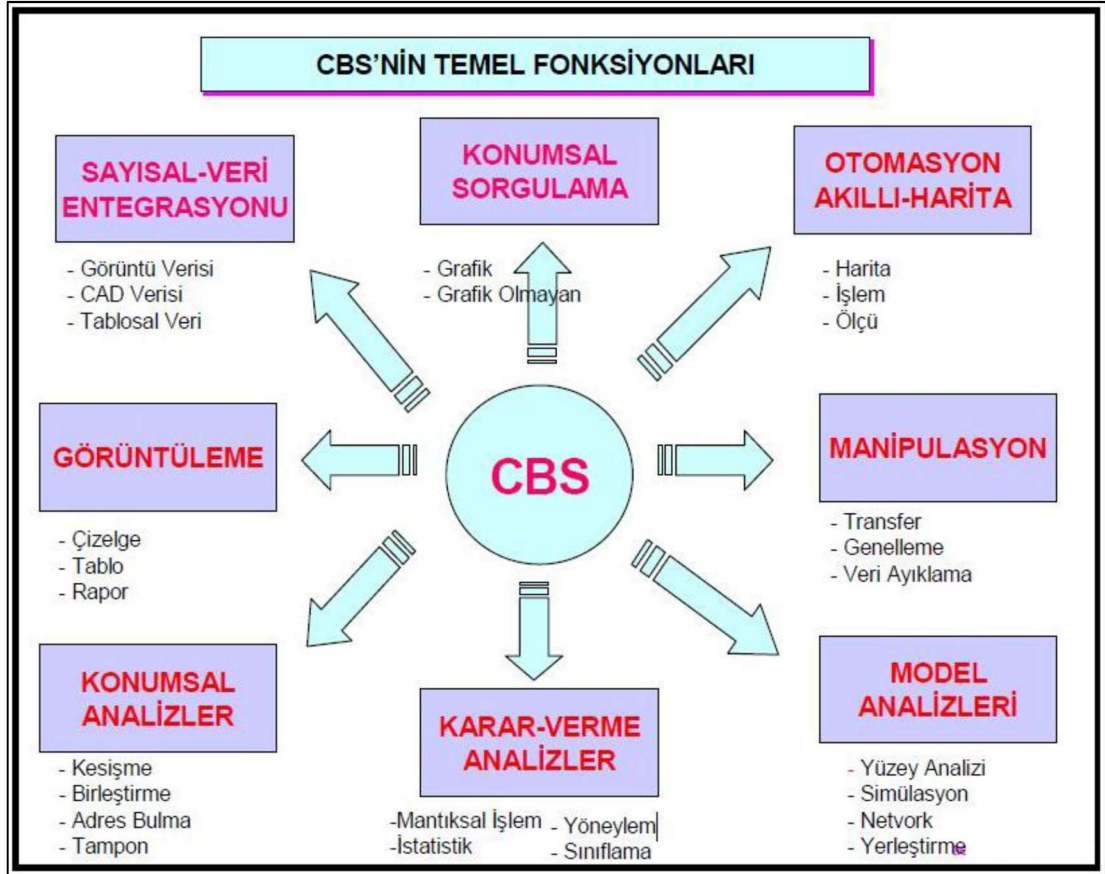 CBS'NİN TEMEL FONKSİYONLARI
SAYISAL-VERİ
ENTEGRASYONU
- Görüntü Verisi
- CAD Verisi
- Tablosal Veri
KONUMSAL
SORGULAMA
- Grafik
- Grafik Olmayan
OTOMASYON
AKILLI-HARİTA
- Harita
- İşlem
- Ölçü
GÖRÜNTÜLEME
- Çizelge
- Tablo
- Rapor
CBS
MANİPULASYON
- Transfer
- Genelleme
- Veri Ayıklama
KONUMSAL
ANALİZLER
- Kesişme
- Birleştirme
- Adres Bulma
- Tampon
KARAR-VERME
ANALİZLER
-Mantıksal İşlem
-İstatistik
- Yöneylem
- Sınıflama
MODEL
ANALİZLERİ
- Yüzey Analizi
- Simülasyon
- Netvork
- Yerleştirme